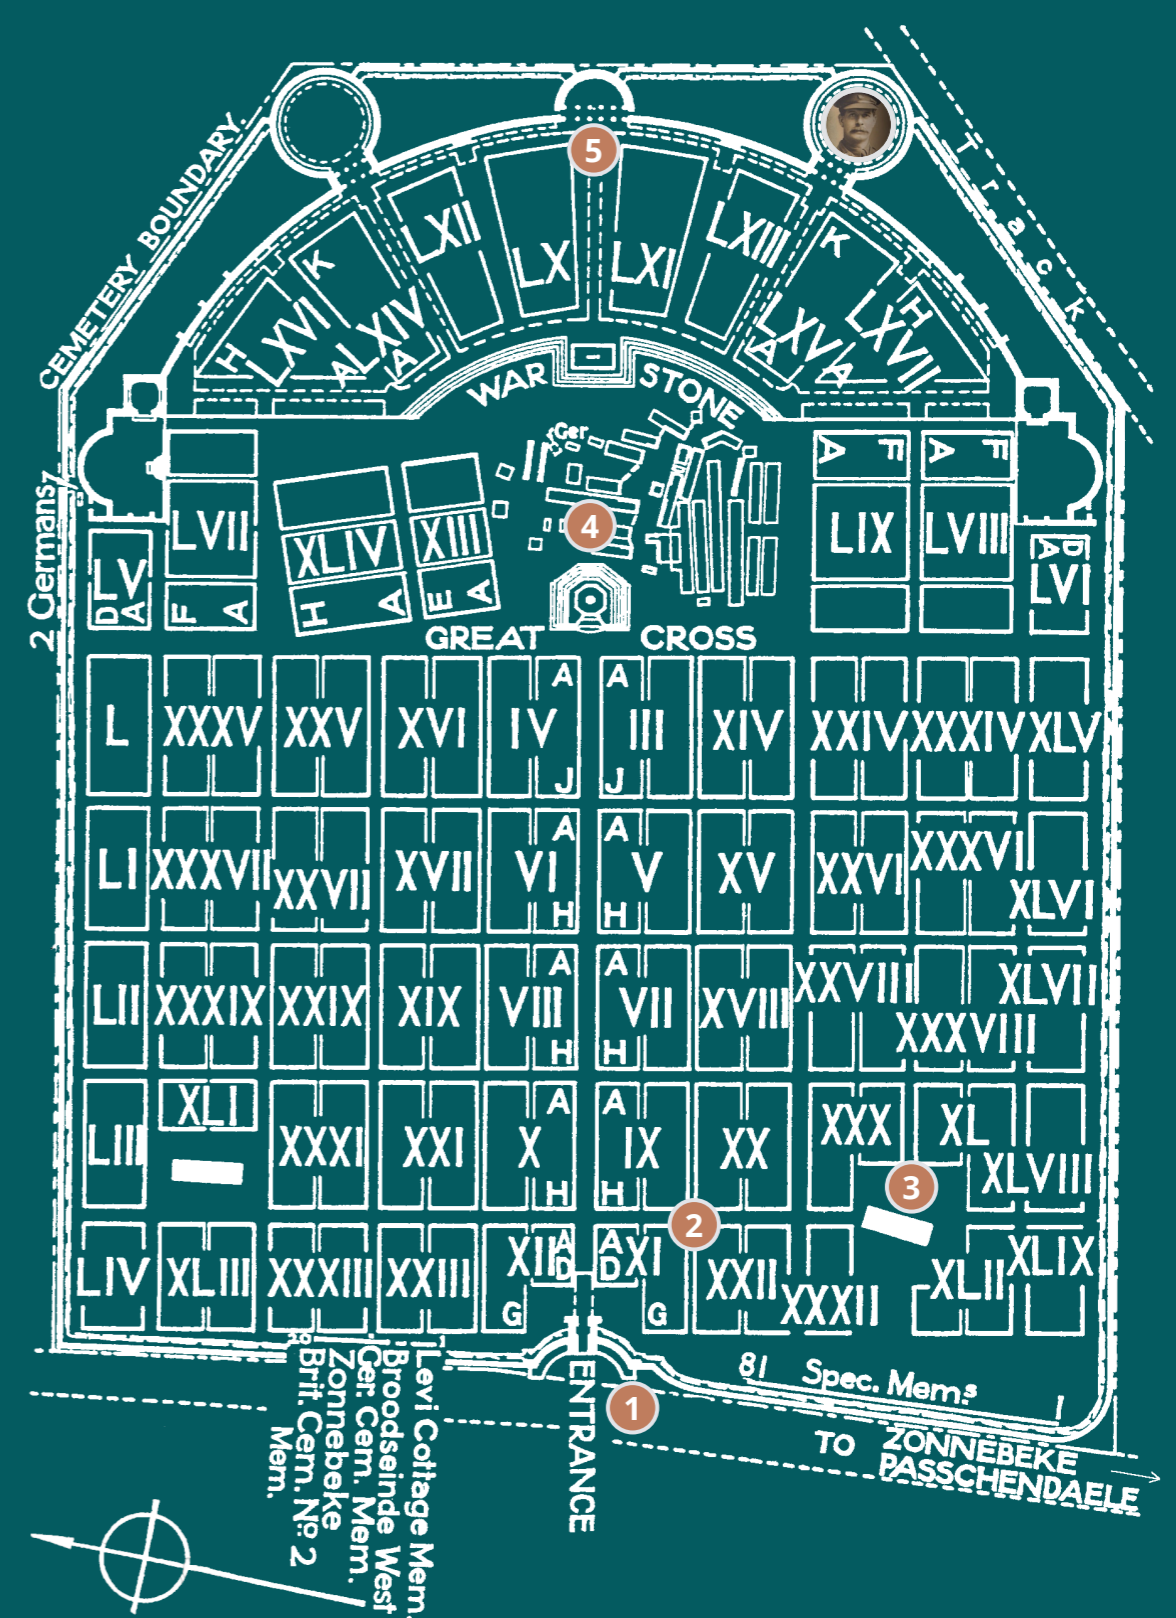 CEMETERY BOUNDARY.
Track
5
LXII
LX
LXI
LXIII
K
K
H
LXVI
A
LXIV
A
A
LXV
A
LXVII
H
WAR STONE
2 Germans
Ger
A F
A F
LVII
XLIV
XIII
4
LIX
LVIII
A D
LVI
LV
D A
F A
H A
E A
GREAT CROSS
A A
L XXXV XXV XVI IV III XIV XXIV XXXIV XLV
J J
A A
LI XXXVII XXVII XVII VI V XV XXVI XXXVI XLVI
H H
A A
LII XXXIX XXIX XIX VIII VII XVIII XXVIII XXXVIII XLVII
H H
A A
LIII XLI XXXI XXI X IX XX XXX XL XLVIII
H H
3
2
A A
LIV XLIII XXXIII XXIII XII D D XI XXII XXXII XLII XLIX
G G
1
ENTRANCE
81 Spec. Mem.s 1
TO ZONNEBEKE
PASSCHENDAELE
Levi Cottage Mem.
Broodseinde West
Ger. Cem. Mem.
Zonnebeke
Brit. Cem. No. 2
Mem.